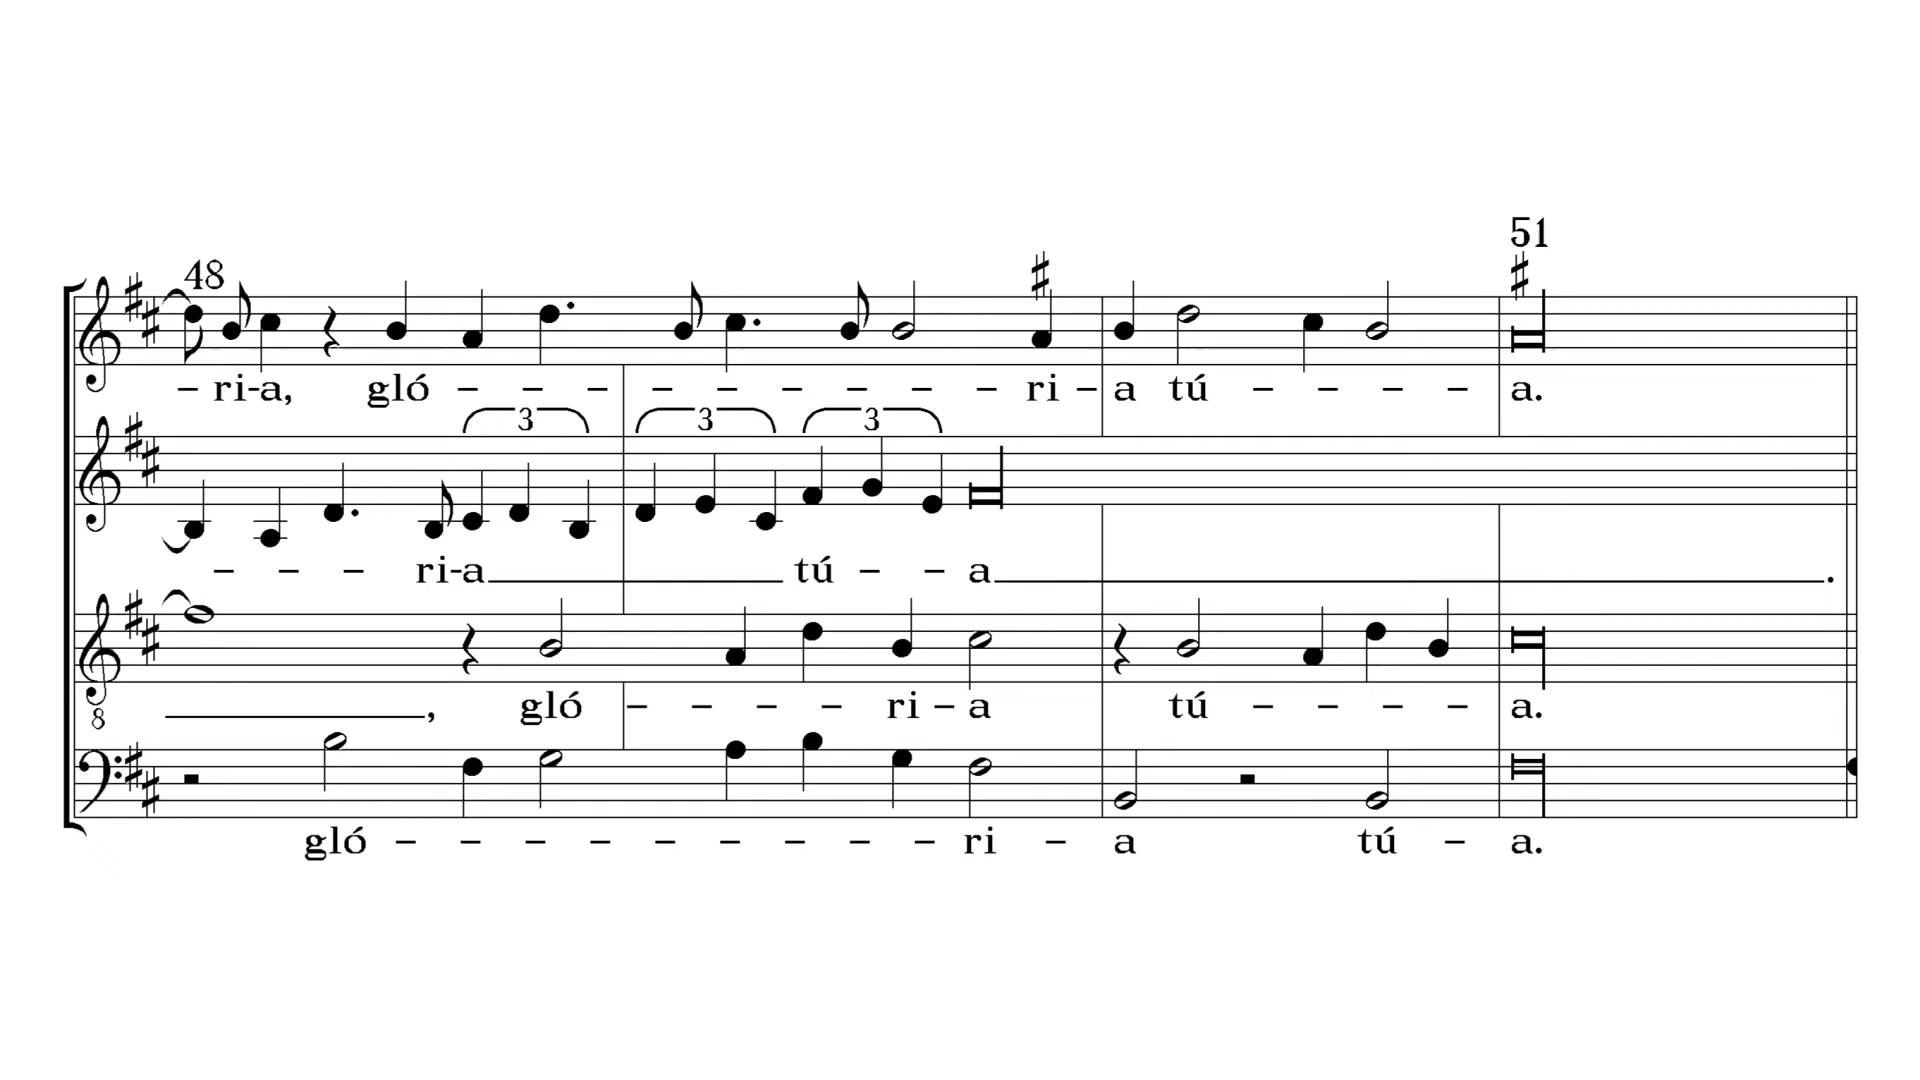 51
48
– ri-a, gló – – – – – – – – – ri – a tú – – – – a.
3 3 3
– – – ri-a tú – – a .
, gló – – – – ri – a tú – – – – a.
8
gló – – – – – – – – – ri – a tú – a.